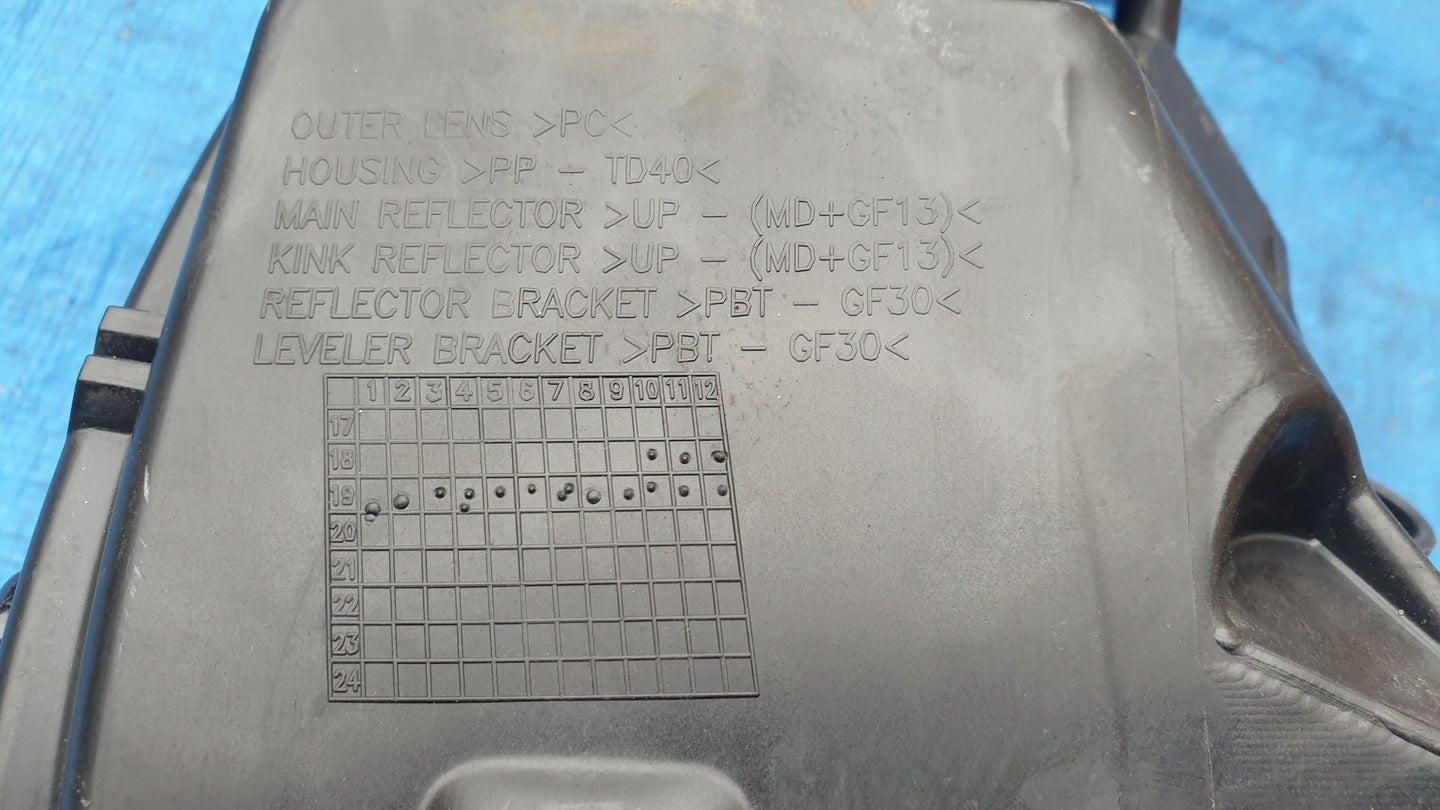 OUTER LENS >PC<
HOUSING >PP - TD40<
MAIN REFLECTOR >UP - (MD+GF13)<
KINK REFLECTOR >UP - (MD+GF13)<
REFLECTOR BRACKET >PBT - GF30<
LEVELER BRACKET >PBT - GF30<
1 2 3 4 5 6 7 8 9 10 11 12
17
18
19
20
21
22
23
24